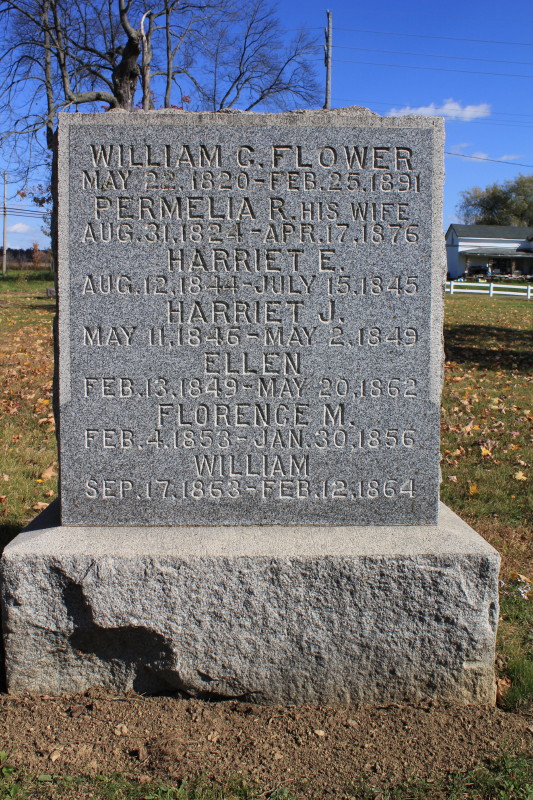 WILLIAM C. FLOWER
MAY 22, 1820-FEB. 25, 1891
PERMELIA R. HIS WIFE
AUG. 31, 1824-APR. 17, 1876
HARRIET E.
AUG. 12, 1844-JULY 15, 1845
HARRIET J.
MAY 11, 1846-MAY 2, 1849
ELLEN
FEB. 13, 1849-MAY 20, 1862
FLORENCE M.
FEB. 4, 1853-JAN. 30, 1856
WILLIAM
SEP. 17, 1863-FEB. 12, 1864